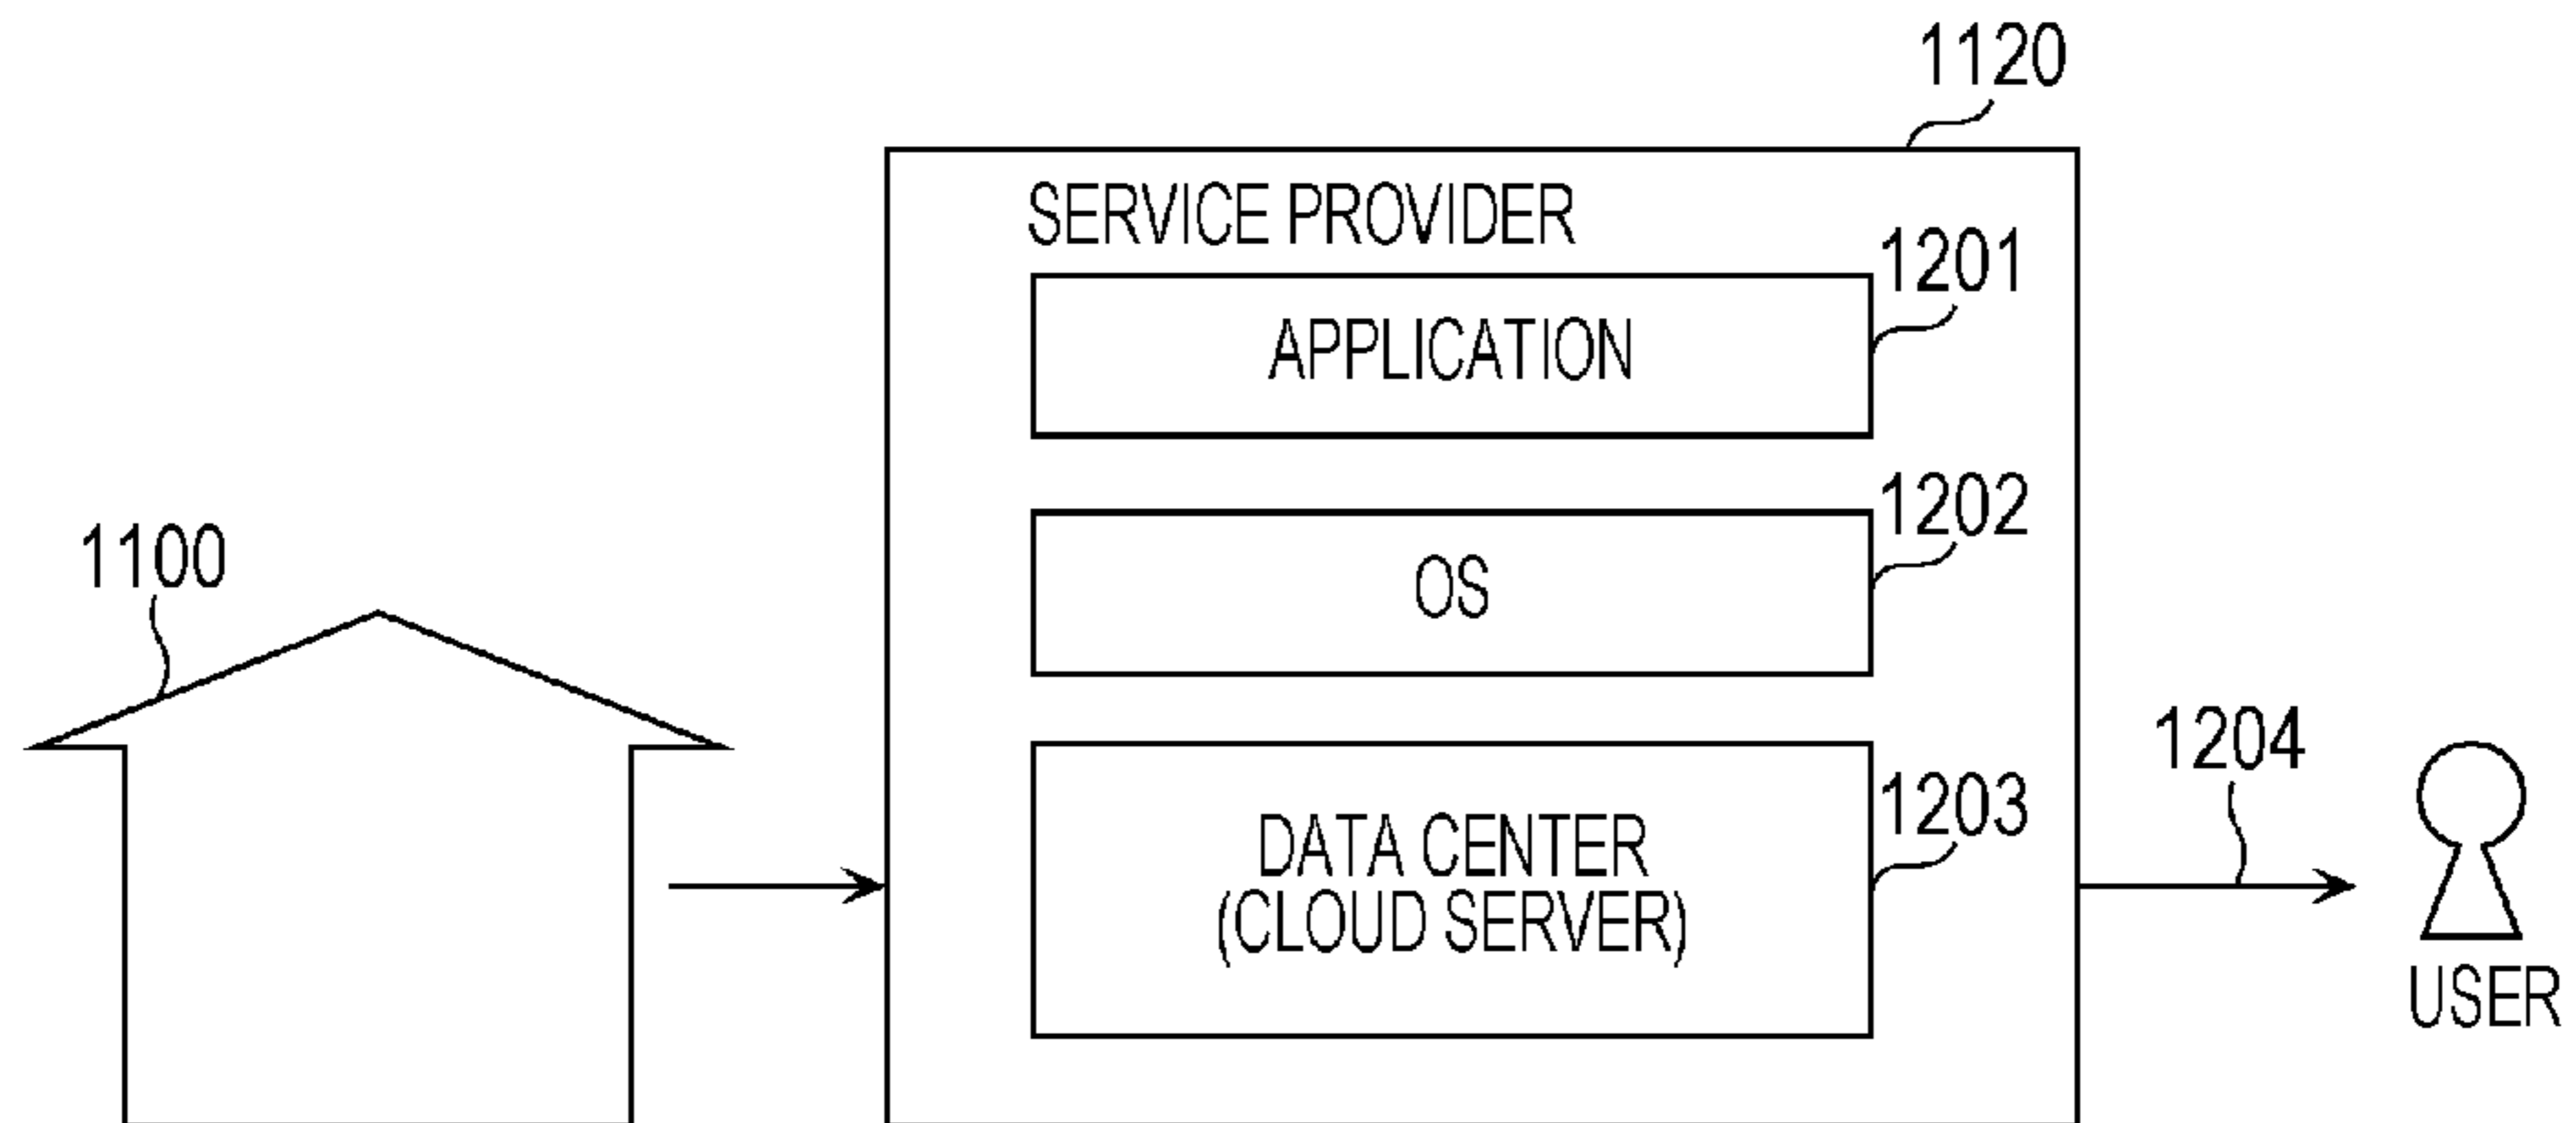 1120
SERVICE PROVIDER
1201
APPLICATION
1202
OS
1100
1204
1203
DATA CENTER
(CLOUD SERVER)
USER